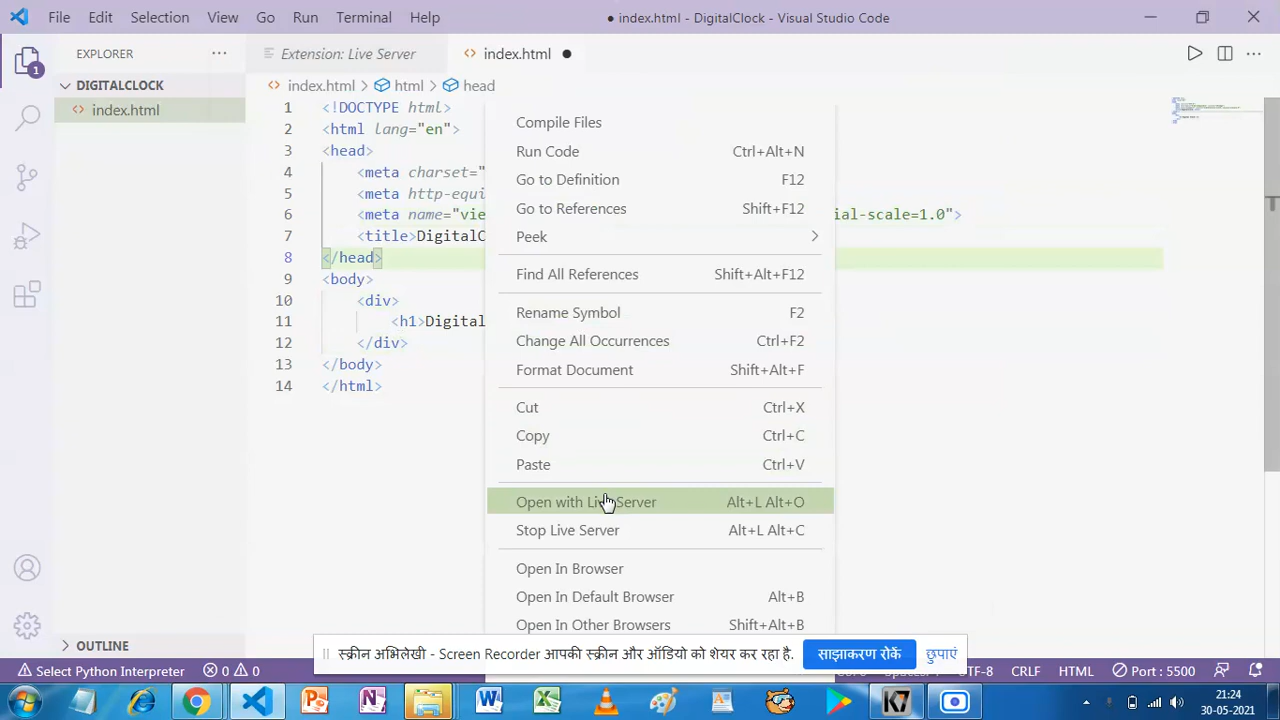 File Edit Selection View Go Run Terminal Help
● index.html - DigitalClock - Visual Studio Code
EXPLORER
Extension: Live Server
index.html ●
DIGITALCLOCK
index.html
index.html > html > head
1 <!DOCTYPE html>
2 <html lang="en">
3 <head>
4 <meta charset="
5 <meta http-equi
6 <meta name="vie
ial-scale=1.0">
7 <title>DigitalC
8 </head>
9 <body>
10 <div>
11 <h1>Digital
12 </div>
13 </body>
14 </html>
Compile Files
Run Code Ctrl+Alt+N
Go to Definition F12
Go to References Shift+F12
Peek
Find All References Shift+Alt+F12
Rename Symbol F2
Change All Occurrences Ctrl+F2
Format Document Shift+Alt+F
Cut Ctrl+X
Copy Ctrl+C
Paste Ctrl+V
Open with Live Server Alt+L Alt+O
Stop Live Server Alt+L Alt+C
Open In Browser
Open In Default Browser Alt+B
Open In Other Browsers Shift+Alt+B
1
OUTLINE
स्क्रीन अभिलेखी - Screen Recorder आपकी स्क्रीन और ऑडियो को शेयर कर रहा है.
साझाकरण रोकें
छुपाएं
Select Python Interpreter 0 0
UTF-8 CRLF HTML Port : 5500
21:24
30-05-2021